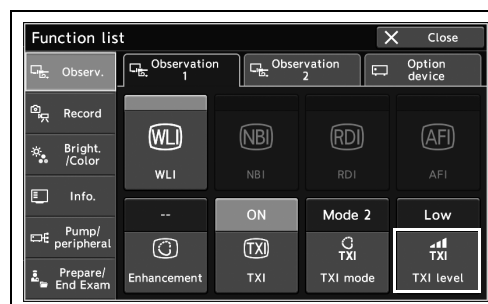 Function list
Close
Observ.
Observation
1
Observation
2
Option
device
Record
WLI
NBI
RDI
AFI
WLI
NBI
RDI
AFI
Bright.
/Color
Info.
--
ON
Mode 2
Low
Pump/
peripheral
TXI
TXI
TXI
Enhancement
TXI
TXI mode
TXI level
Prepare/
End Exam